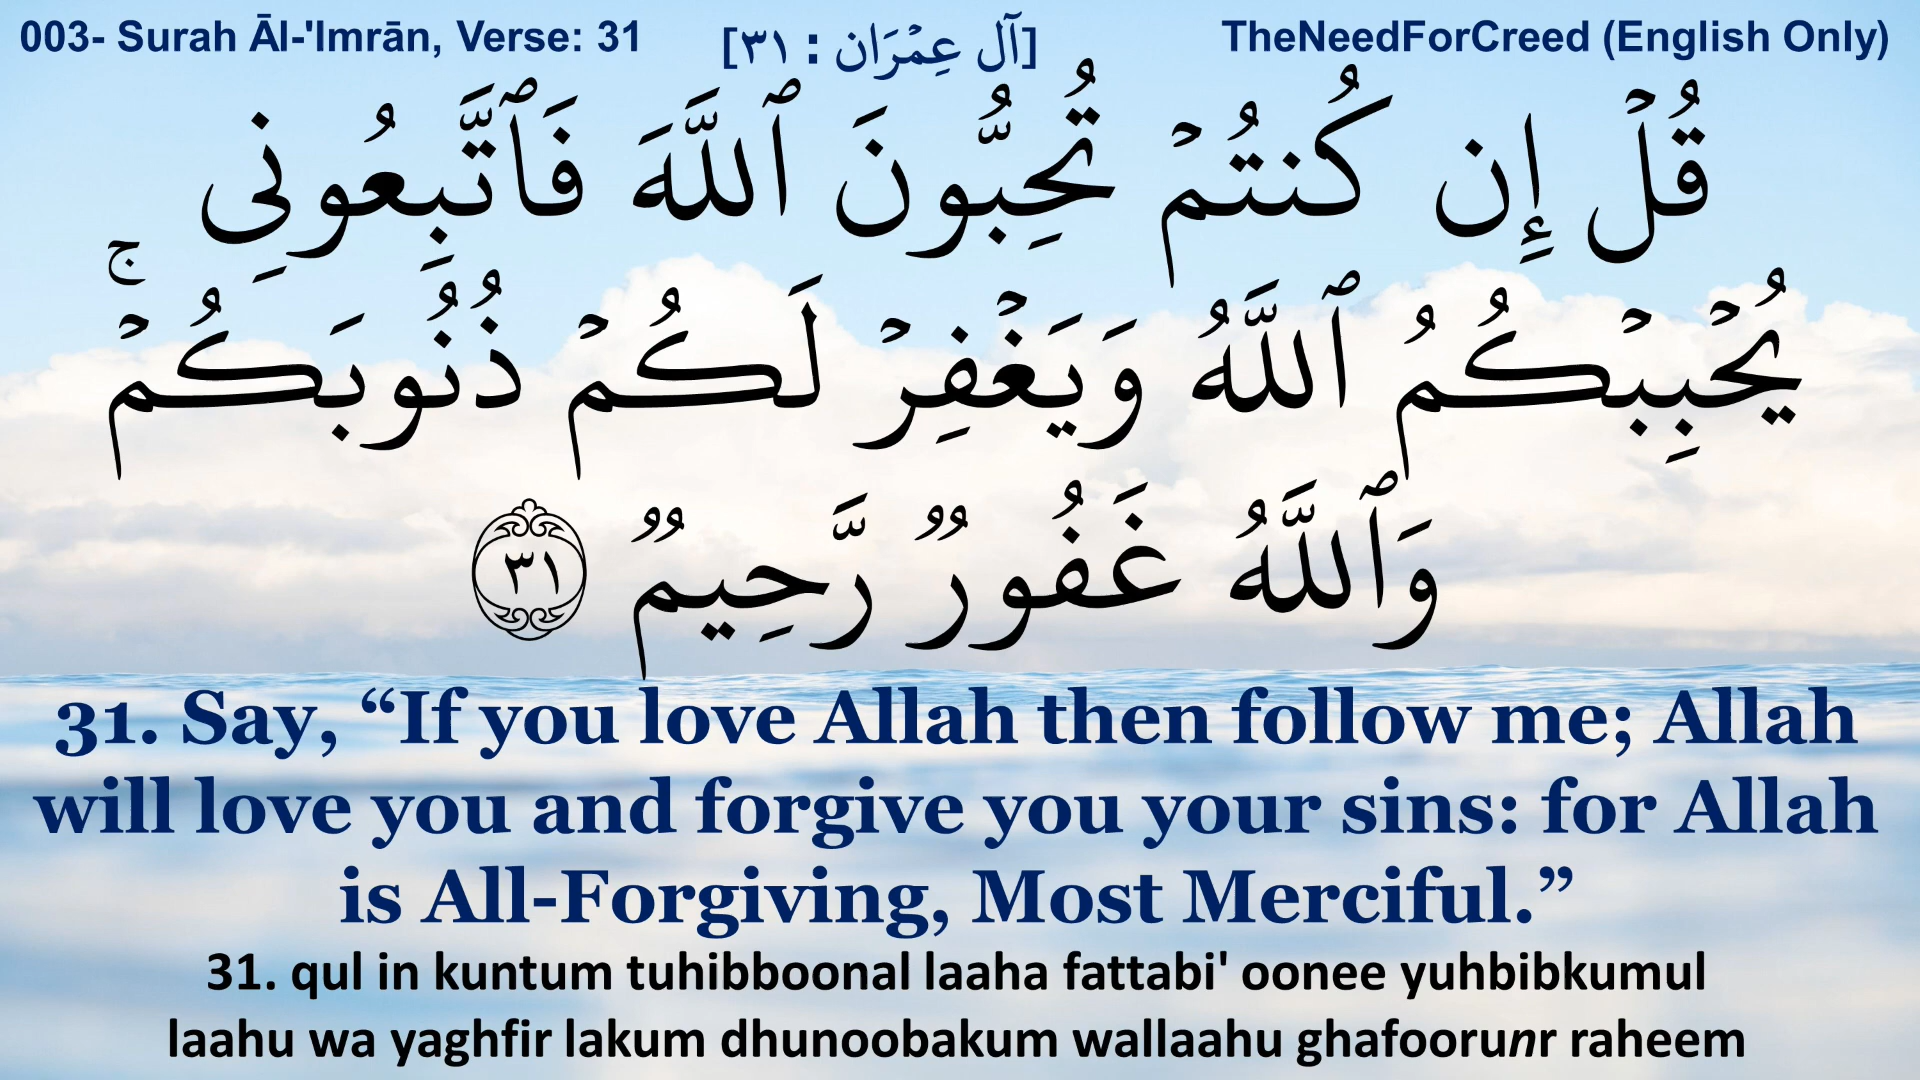 003- Surah Āl-'Imrān, Verse: 31
[آل عِمْرَان : ٣١]
TheNeedForCreed (English Only)
قُلۡ إِن كُنتُمۡ تُحِبُّونَ ٱللَّهَ فَٱتَّبِعُونِى
يُحۡبِبۡكُمُ ٱللَّهُ وَيَغۡفِرۡ لَكُمۡ ذُنُوبَكُمۡۚ
وَٱللَّهُ غَفُورٌ رَّحِيمٌ ٣١
31. Say, “If you love Allah then follow me; Allah
will love you and forgive you your sins: for Allah
is All-Forgiving, Most Merciful.”
31. qul in kuntum tuhibboonal laaha fattabi' oonee yuhbibkumul
laahu wa yaghfir lakum dhunoobakum wallaahu ghafoorunr raheem